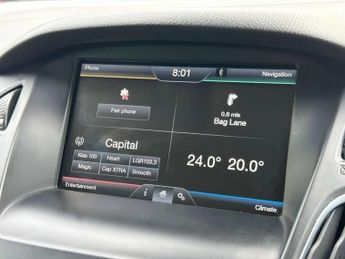 Phone
8:01
Navigation
Pair phone
0.8 mls
Bag Lane
Capital
Kiss 100
Heart
LGR103.3
Magic
Cap XTRA
Smooth
24.0° 20.0°
Entertainment
i
Climate